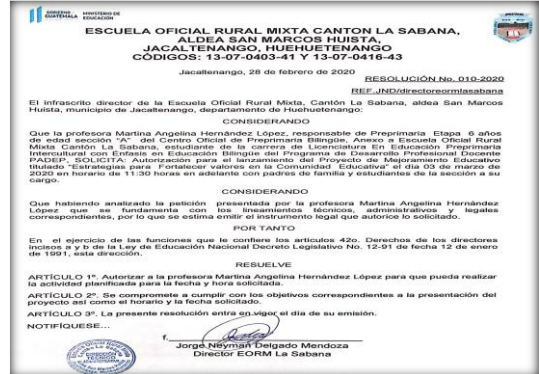 GOBIERNO de GUATEMALA
MINISTERIO DE EDUCACIÓN
ESCUELA OFICIAL RURAL MIXTA CANTON LA SABANA,
ALDEA SAN MARCOS HUISTA,
JACALTENANGO, HUEHUETENANGO
CÓDIGOS: 13-07-0403-41 Y 13-07-0416-43
Jacaltenango, 28 de febrero de 2020
RESOLUCIÓN No. 010-2020
REF.JND/directoreormlasabana
El infrascrito director de la Escuela Oficial Rural Mixta, Cantón La Sabana, aldea San Marcos
Huista, municipio de Jacaltenango, departamento de Huehuetenango:
CONSIDERANDO
Que la profesora Martina Angelina Hernández López, responsable de Preprimaria Etapa 6 años
de edad sección "A" del Centro Oficial de Preprimaria Bilingüe, Anexo a Escuela Oficial Rural
Mixta Cantón La Sabana, estudiante de la carrera de Licenciatura En Educación Preprimaria
Intercultural con Énfasis en Educación Bilingüe del Programa de Desarrollo Profesional Docente
PADEP, SOLICITA: Autorización para el lanzamiento del Proyecto de Mejoramiento Educativo
titulado "Estrategias para Fortalecer valores en la Comunidad Educativa" el día 03 de marzo de
2020 en horario de 11:30 horas en adelante con padres de familia y estudiantes de la sección a su
cargo.
CONSIDERANDO
Que habiendo analizado la petición presentada por la profesora Martina Angelina Hernández
López que se fundamenta con los lineamientos técnicos, administrativos y legales
correspondientes, por lo que se estima emitir el instrumento legal que autorice lo solicitado.
POR TANTO
En el ejercicio de las funciones que le confiere los artículos 42o. Derechos de los directores
incisos a y b de la Ley de Educación Nacional Decreto Legislativo No. 12-91 de fecha 12 de enero
de 1991, esta dirección.
RESUELVE
ARTÍCULO 1º. Autorizar a la profesora Martina Angelina Hernández López para que pueda realizar
la actividad planificada para la fecha y hora solicitada.
ARTÍCULO 2º. Se compromete a cumplir con los objetivos correspondientes a la presentación del
proyecto así como el horario y la fecha solicitado.
ARTÍCULO 3º. La presente resolución entra en vigor el día de su emisión.
NOTIFÍQUESE...
f.
Jorge Neyman Delgado Mendoza
Director EORM La Sabana
DIRECCIÓN
TÉCNICO